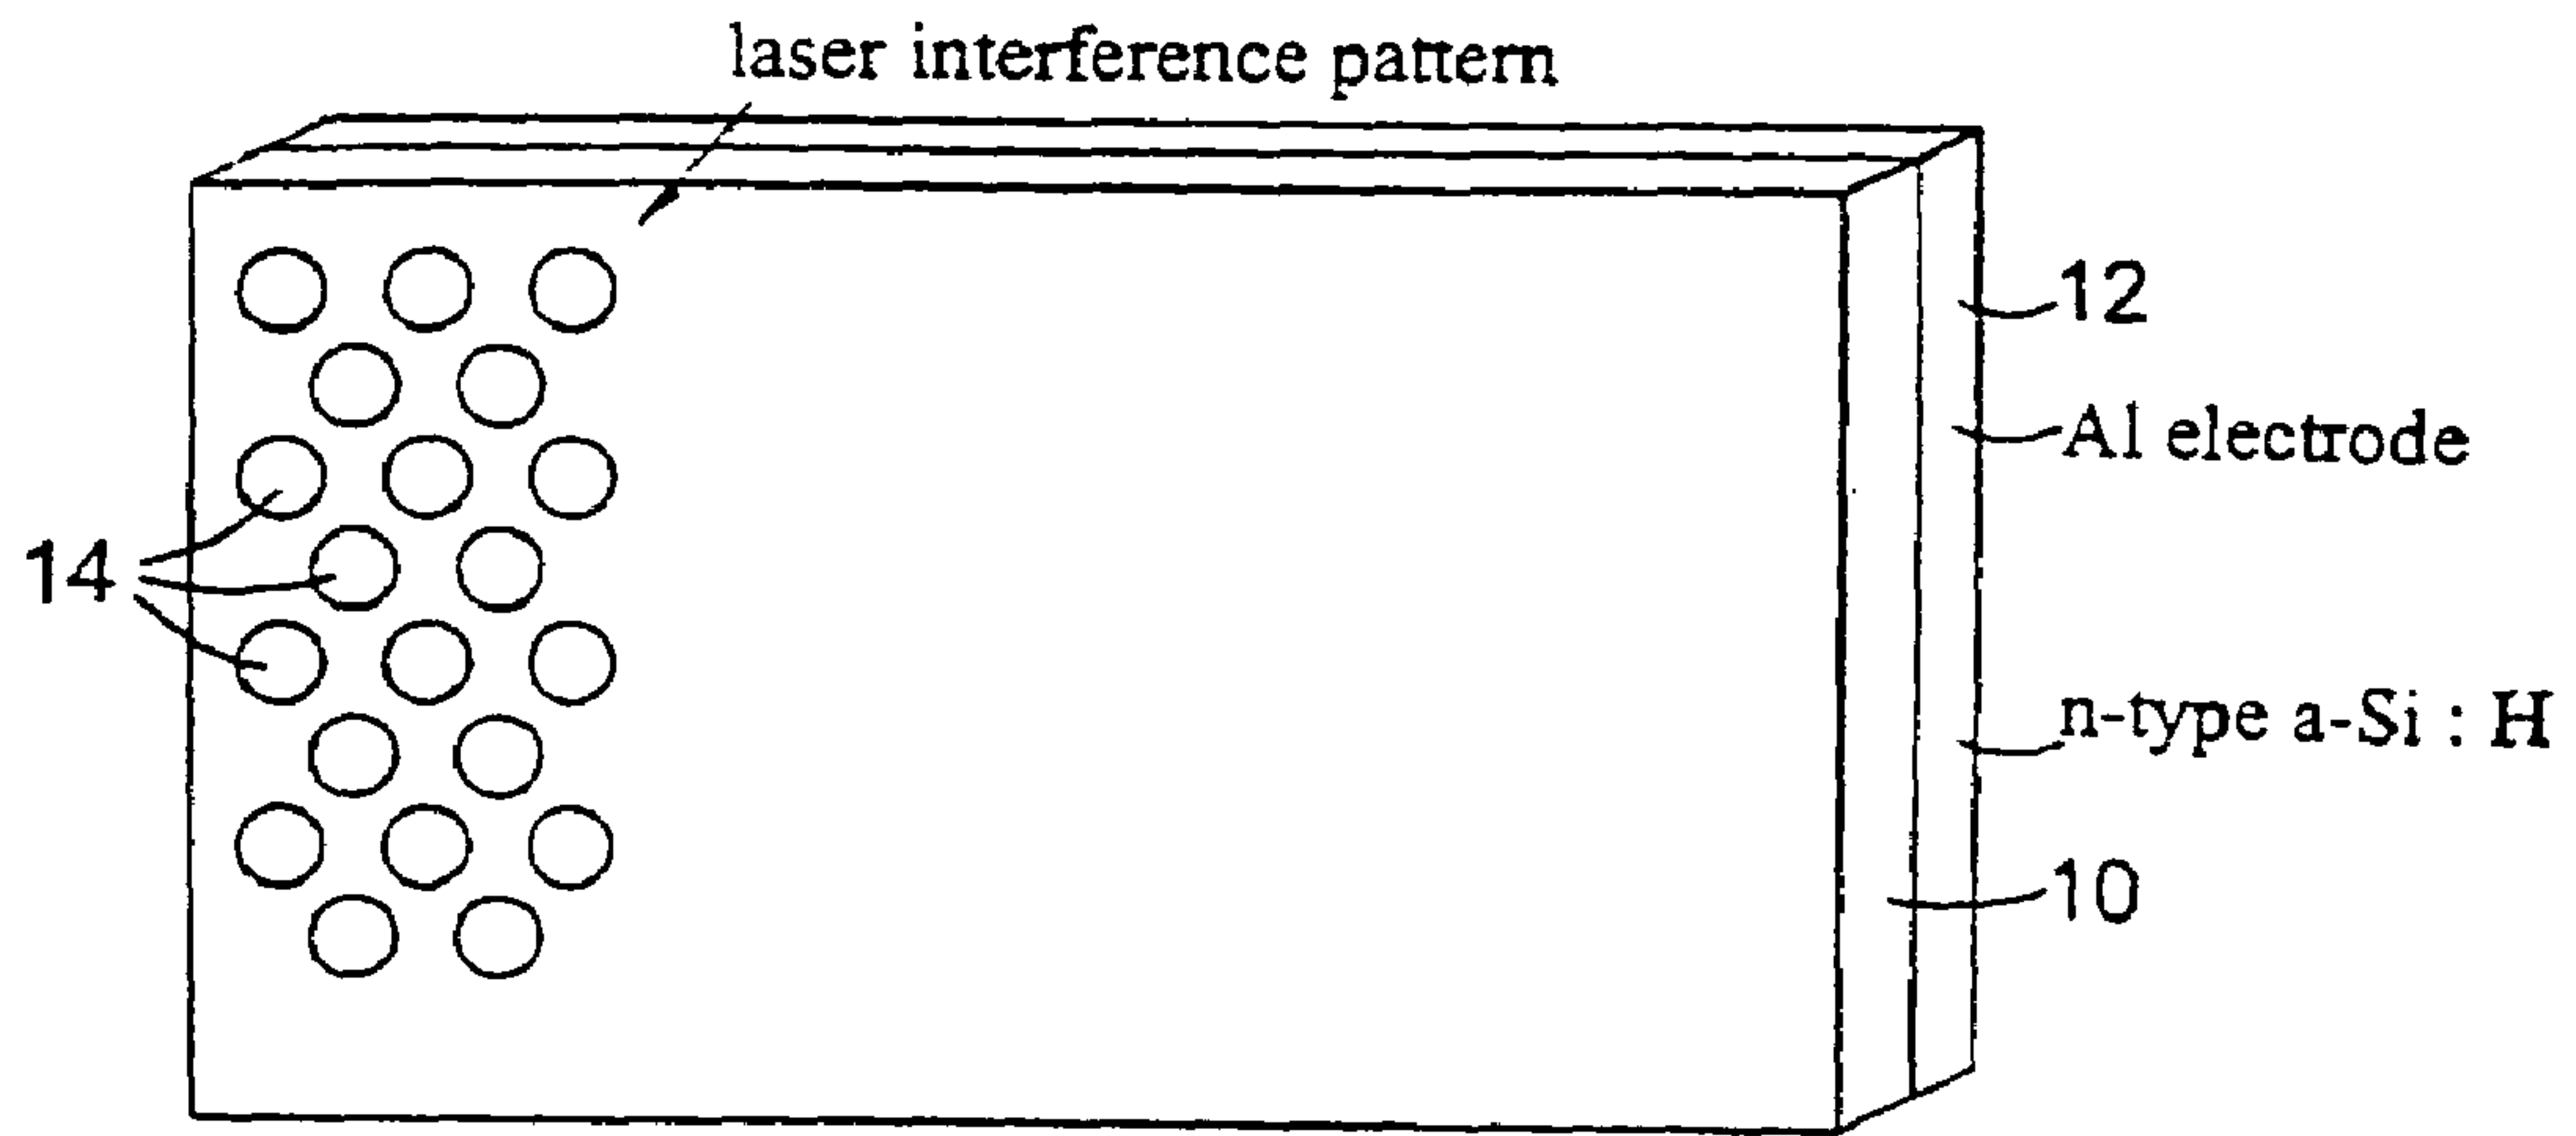 laser interference pattern
12
Al electrode
14
n-type a-Si : H
10